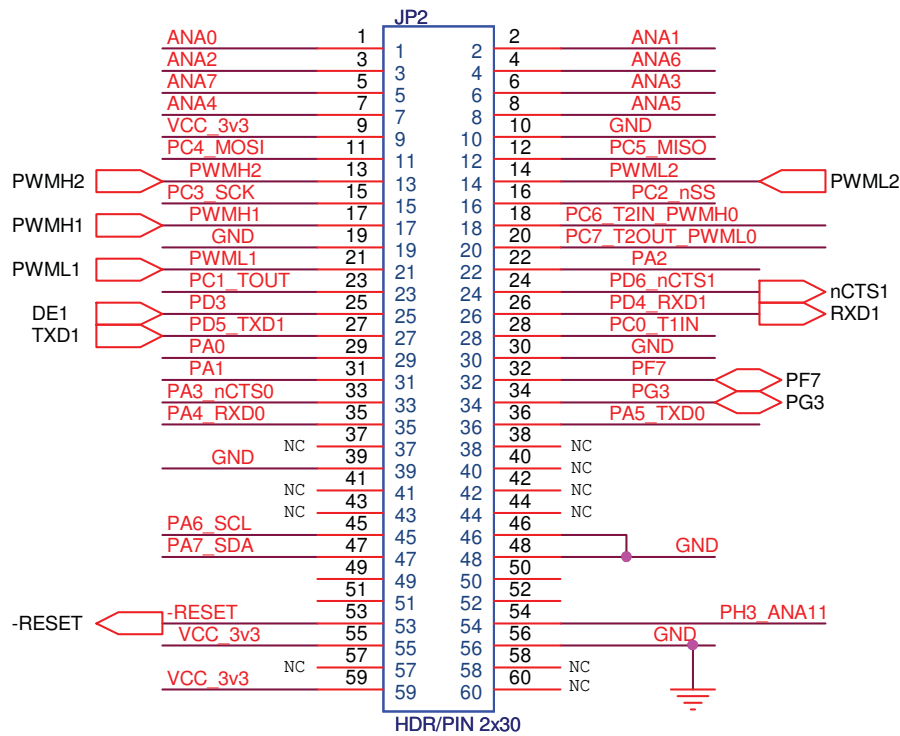 JP2
ANA0 1 1 2 2 ANA1
ANA2 3 3 4 4 ANA6
ANA7 5 5 6 6 ANA3
ANA4 7 7 8 8 ANA5
VCC_3v3 9 9 10 10 GND
PC4_MOSI 11 11 12 12 PC5_MISO
PWMH2 PWMH2 13 13 14 14 PWML2 PWML2
PC3_SCK 15 15 16 16 PC2_nSS
PWMH1 PWMH1 17 17 18 18 PC6_T2IN_PWMH0
GND 19 19 20 20 PC7_T2OUT_PWML0
PWML1 PWML1 21 21 22 22 PA2
PC1_TOUT 23 23 24 24 PD6_nCTS1 nCTS1
DE1 PD3 25 25 26 26 PD4_RXD1 RXD1
TXD1 PD5_TXD1 27 27 28 28 PC0_T1IN
PA0 29 29 30 30 GND
PA1 31 31 32 32 PF7 PF7
PA3_nCTS0 33 33 34 34 PG3 PG3
PA4_RXD0 35 35 36 36 PA5_TXD0
NC 37 37 38 38 NC
GND 39 39 40 40 NC
NC 41 41 42 42 NC
NC 43 43 44 44 NC
PA6_SCL 45 45 46 46
PA7_SDA 47 47 48 48 GND
49 49 50 50
51 51 52 52
-RESET -RESET 53 53 54 54 PH3_ANA11
VCC_3v3 55 55 56 56 GND
NC 57 57 58 58 NC
VCC_3v3 59 59 60 60 NC
HDR/PIN 2x30